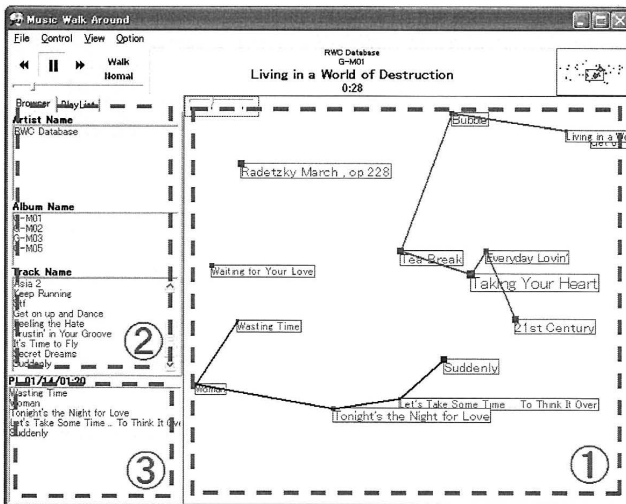 Music Walk Around
File Control View Option
Walk
Nomal
RWC Database
G-M01
Living in a World of Destruction
0:28
Browser PlayList
Artist Name
RWC Database
Album Name
G-M01
G-M02
G-M03
G-M05
Track Name
Asia 2
Keep Running
Get on up and Dance
Feeling the Hate
Trustin' in Your Groove
It's Time to Fly
Secret Dreams
Suddenly
②
PL 01/14/01:20
Wasting Time
Woman
Tonight's the Night for Love
Let's Take Some Time .. To Think It Over
Suddenly
③
Bubble
Living in a Wo
Get o
Radetzky March , op 228
Tea Break
Everyday Lovin'
Waiting for Your Love
Taking Your Heart
Wasting Time
21st Century
Suddenly
Woman
Let's Take Some Time To Think It Over
Tonight's the Night for Love
①